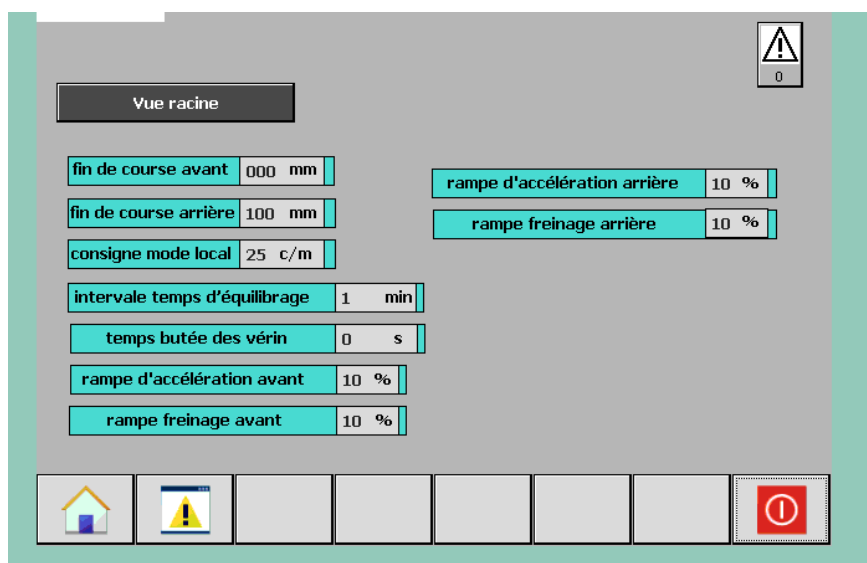 0
Vue racine
fin de course avant 000 mm
fin de course arrière 100 mm
consigne mode local 25 c/m
intervale temps d'équilibrage 1 min
temps butée des vérin 0 s
rampe d'accélération avant 10 %
rampe freinage avant 10 %
rampe d'accélération arrière 10 %
rampe freinage arrière 10 %